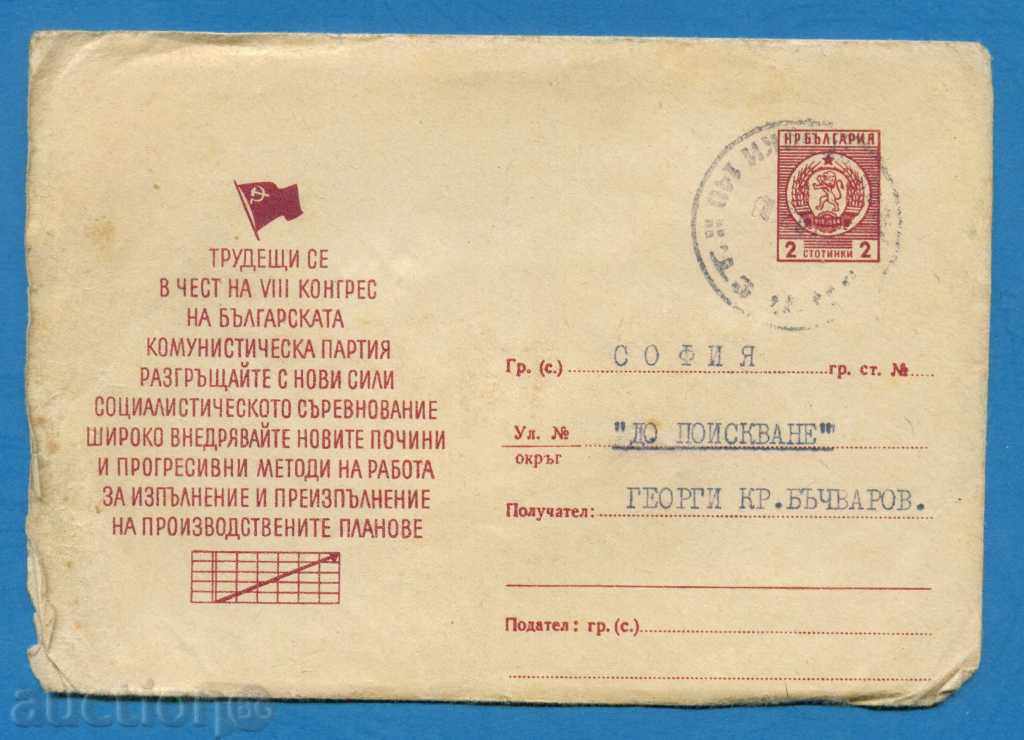 НР БЪЛГАРИЯ
2 СТОТИНКИ 2
ТРУДЕЩИ СЕ
В ЧЕСТ НА VIII КОНГРЕС
НА БЪЛГАРСКАТА
КОМУНИСТИЧЕСКА ПАРТИЯ
РАЗГРЪЩАЙТЕ С НОВИ СИЛИ
СОЦИАЛИСТИЧЕСКОТО СЪРЕВНОВАНИЕ
ШИРОКО ВНЕДРЯВАЙТЕ НОВИТЕ ПОЧИНИ
И ПРОГРЕСИВНИ МЕТОДИ НА РАБОТА
ЗА ИЗПЪЛНЕНИЕ И ПРЕИЗПЪЛНЕНИЕ
НА ПРОИЗВОДСТВЕНИТЕ ПЛАНОВЕ
Гр. (с.) СОФИЯ гр. ст. №
Ул. № "ДО ПОИСКВАНЕ"
окръг
Получател: ГЕОРГИ КР.БЪЧВАРОВ.
Подател: гр. (с.)
auction.bg